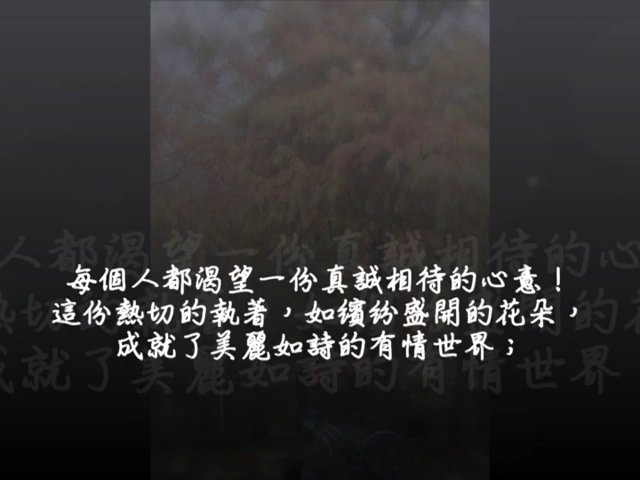 每個人都渴望一份真誠相待的心意！
這份熱切的執著，如繽紛盛開的花朵，
成就了美麗如詩的有情世界；